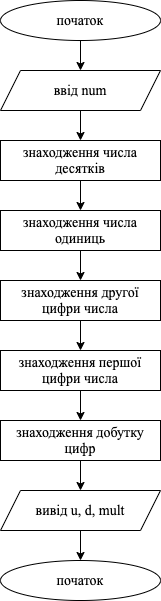 початок
ввід num
знаходження числа
десятків
знаходження числа
одиниць
знаходження другої
цифри числа
знаходження першої
цифри числа
знаходження добутку
цифр
вивід u, d, mult
початок